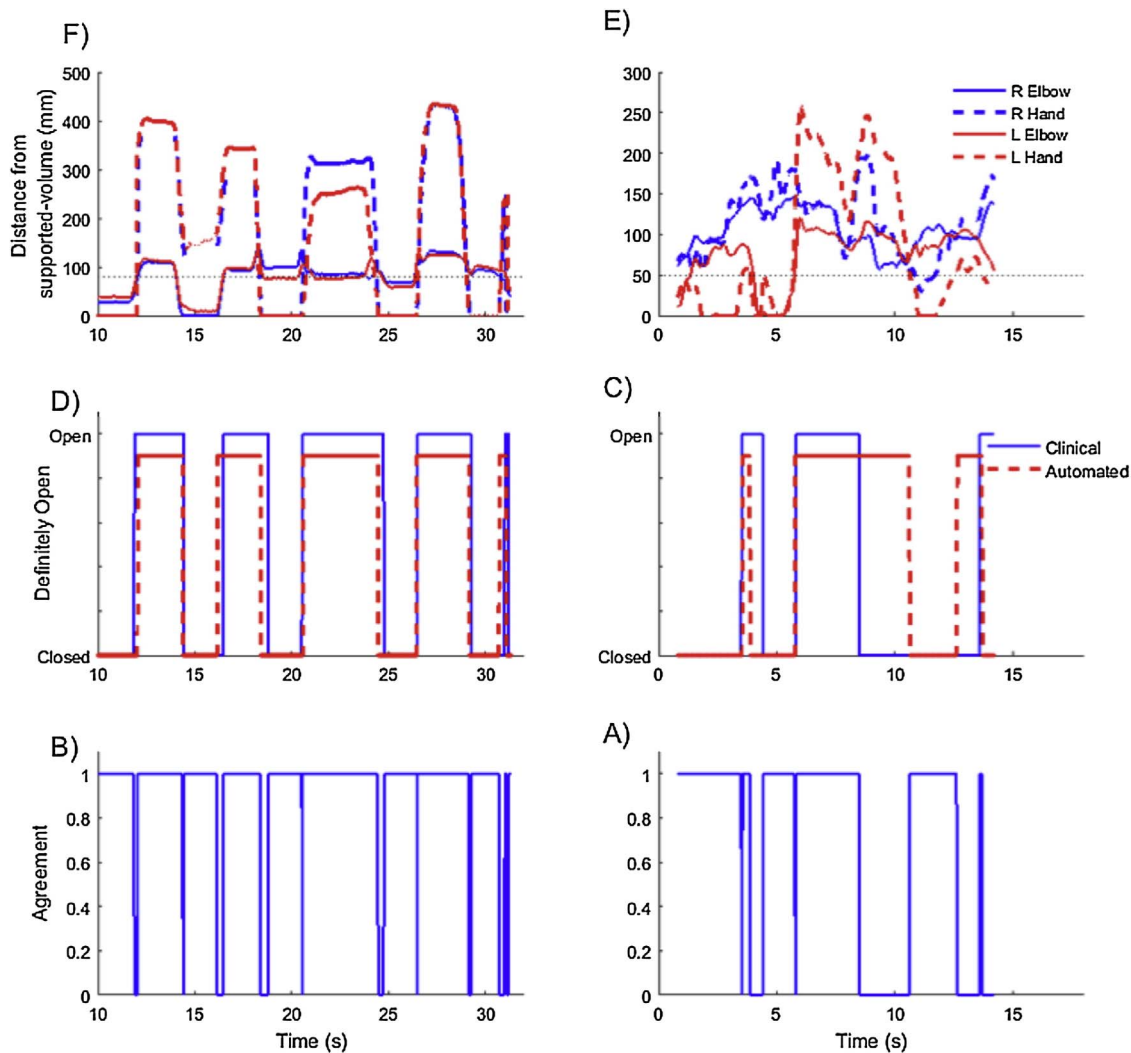 F)
Distance from
supported-volume (mm)
500
400
300
200
100
0
10 15 20 25 30
E)
300
250
200
150
100
50
0
0 5 10 15
R Elbow
R Hand
L Elbow
L Hand
D)
Definitely Open
Open
Closed
10 15 20 25 30
C)
Open
Closed
0 5 10 15
Clinical
Automated
B)
Agreement
1
0.8
0.6
0.4
0.2
0
10 15 20 25 30
Time (s)
A)
1
0.8
0.6
0.4
0.2
0
0 5 10 15
Time (s)